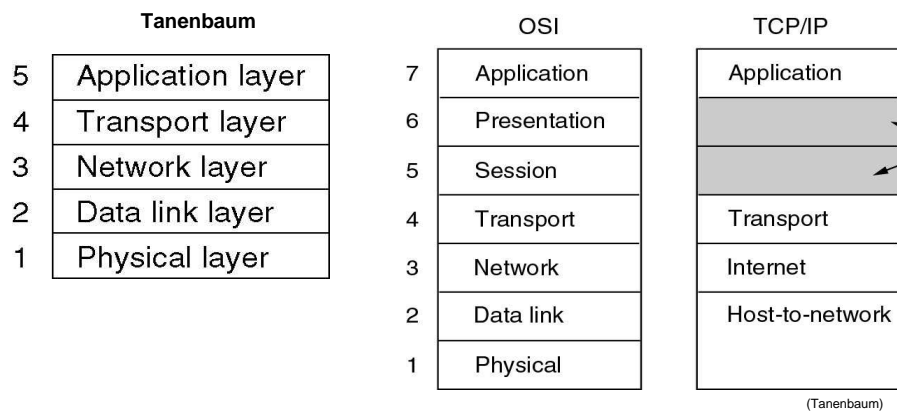 Tanenbaum
5 Application layer
4 Transport layer
3 Network layer
2 Data link layer
1 Physical layer
OSI
7 Application
6 Presentation
5 Session
4 Transport
3 Network
2 Data link
1 Physical
TCP/IP
Application
Transport
Internet
Host-to-network
(Tanenbaum)